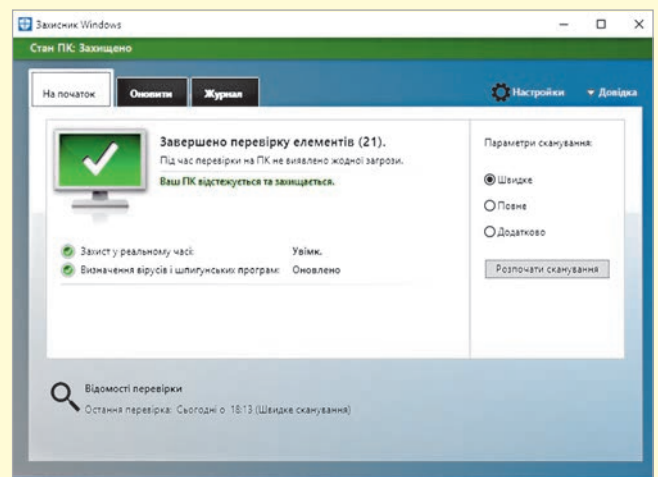 Захисник Windows
Стан ПК: Захищено
На початок Оновити Журнал Настройки Довідка
Завершено перевірку елементів (21).
Під час перевірки на ПК не виявлено жодної загрози.
Ваш ПК відстежується та захищається.
Захист у реальному часі: Увімк.
Визначення вірусів і шпигунських програм: Оновлено
Параметри сканування:
Швидке
Повне
Додатково
Розпочати сканування
Відомості перевірки
Остання перевірка: Сьогодні о 18:13 (Швидке сканування)